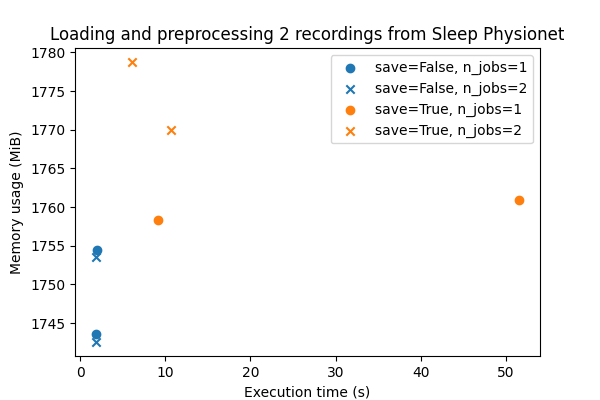 Loading and preprocessing 2 recordings from Sleep Physionet
1780
1775
1770
1765
1760
1755
1750
1745
Memory usage (MiB)
save=False, n_jobs=1
save=False, n_jobs=2
save=True, n_jobs=1
save=True, n_jobs=2
0
10
20
30
40
50
Execution time (s)